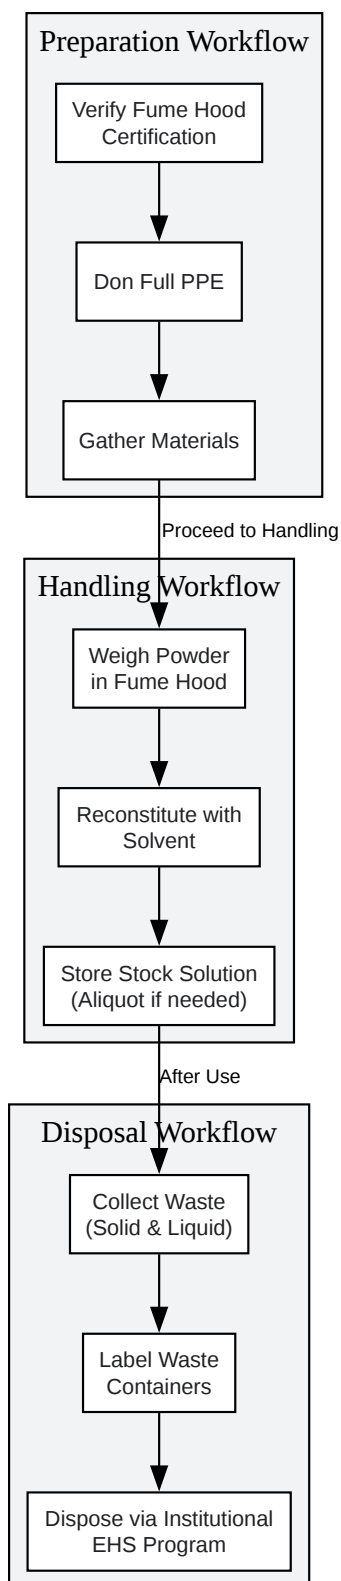 Preparation Workflow
Verify Fume Hood
Certification
Don Full PPE
Gather Materials
Proceed to Handling
Handling Workflow
Weigh Powder
in Fume Hood
Reconstitute with
Solvent
Store Stock Solution
(Aliquot if needed)
After Use
Disposal Workflow
Collect Waste
(Solid & Liquid)
Label Waste
Containers
Dispose via Institutional
EHS Program